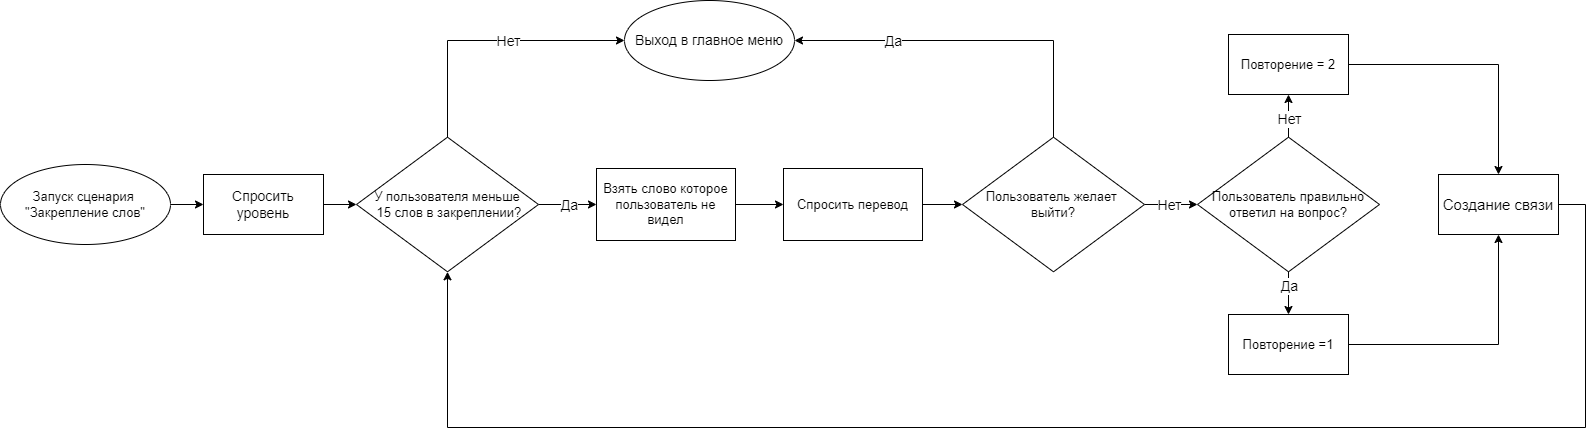 Запуск сценария
"Закрепление слов"
Спросить
уровень
У пользователя меньше
15 слов в закреплении?
Нет
Выход в главное меню
Да
Да
Взять слово которое
пользователь не
видел
Спросить перевод
Пользователь желает
выйти?
Нет
Пользователь правильно
ответил на вопрос?
Нет
Повторение = 2
Да
Повторение =1
Создание связи